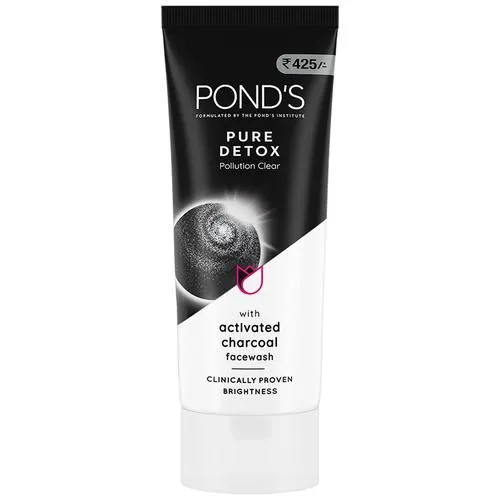 ₹425/-
POND'S
FORMULATED BY THE POND'S INSTITUTE
PURE
DETOX
Pollution Clear
with
activated
charcoal
facewash
CLINICALLY PROVEN
BRIGHTNESS